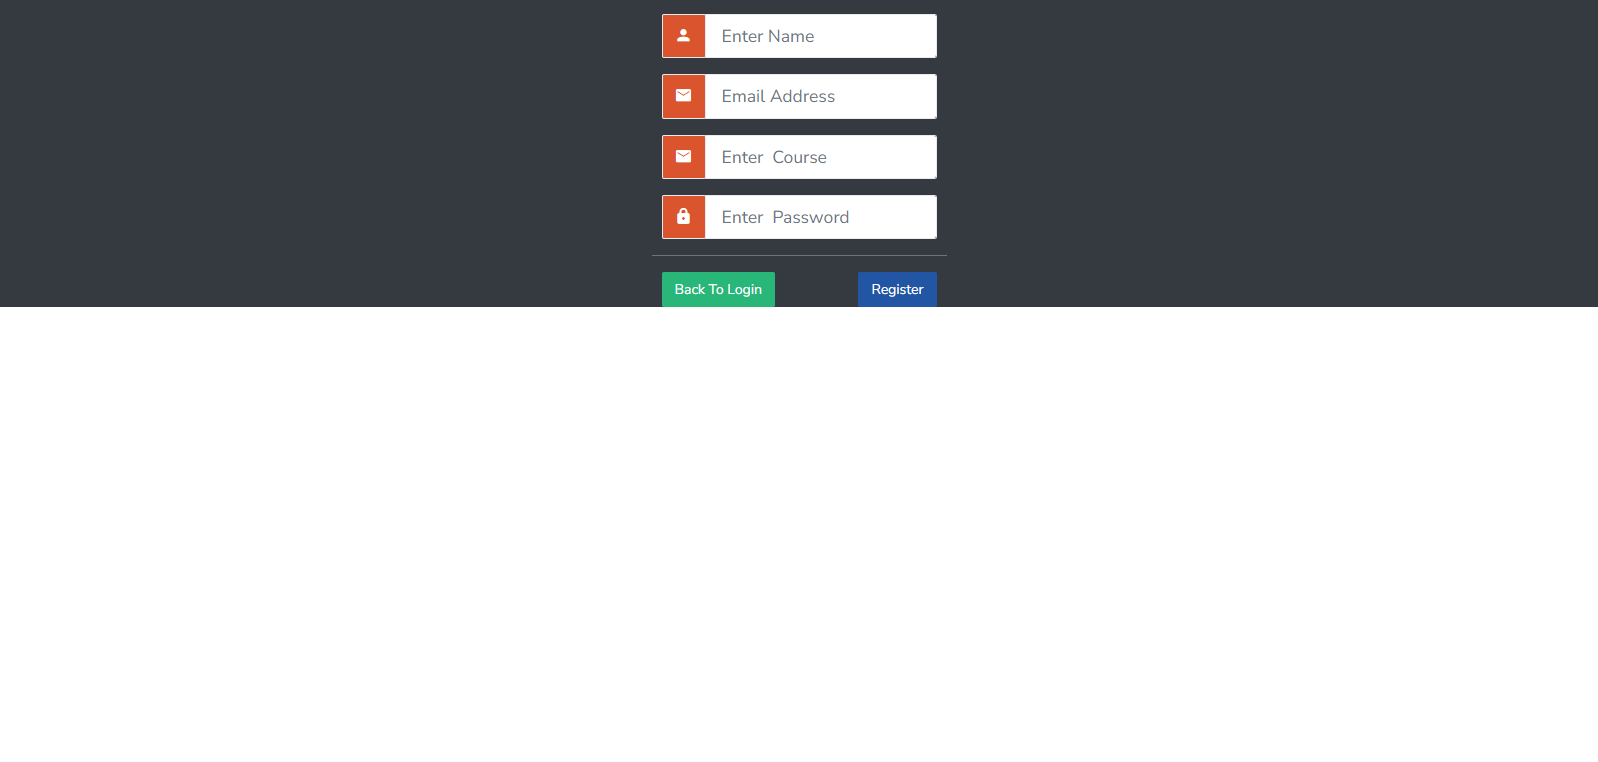 Enter Name
Email Address
Enter  Course
Enter  Password
Back To Login Register